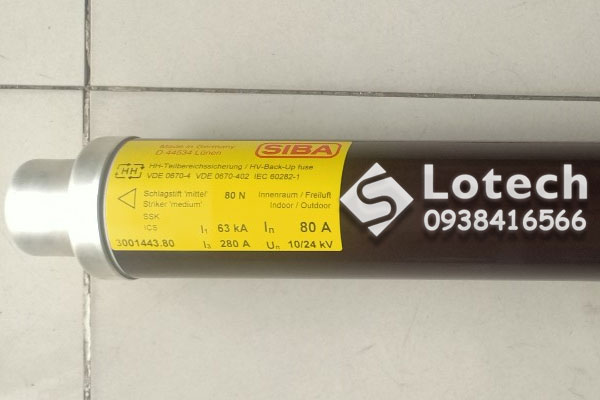 Made in Germany
D-44534 Lünen
SIBA
HH
HH-Teilbereichssicherung / HV-Back-Up fuse
VDE 0670-4 VDE 0670-402 IEC 60282-1
Schlagstift 'mittel' 80 N Innenraum / Freiluft
Striker 'medium' Indoor / Outdoor
SSK
ICS I₁ 63 kA In 80 A
3001443.80 I₃ 280 A Un 10/24 kV
S
Lotech
0938416566